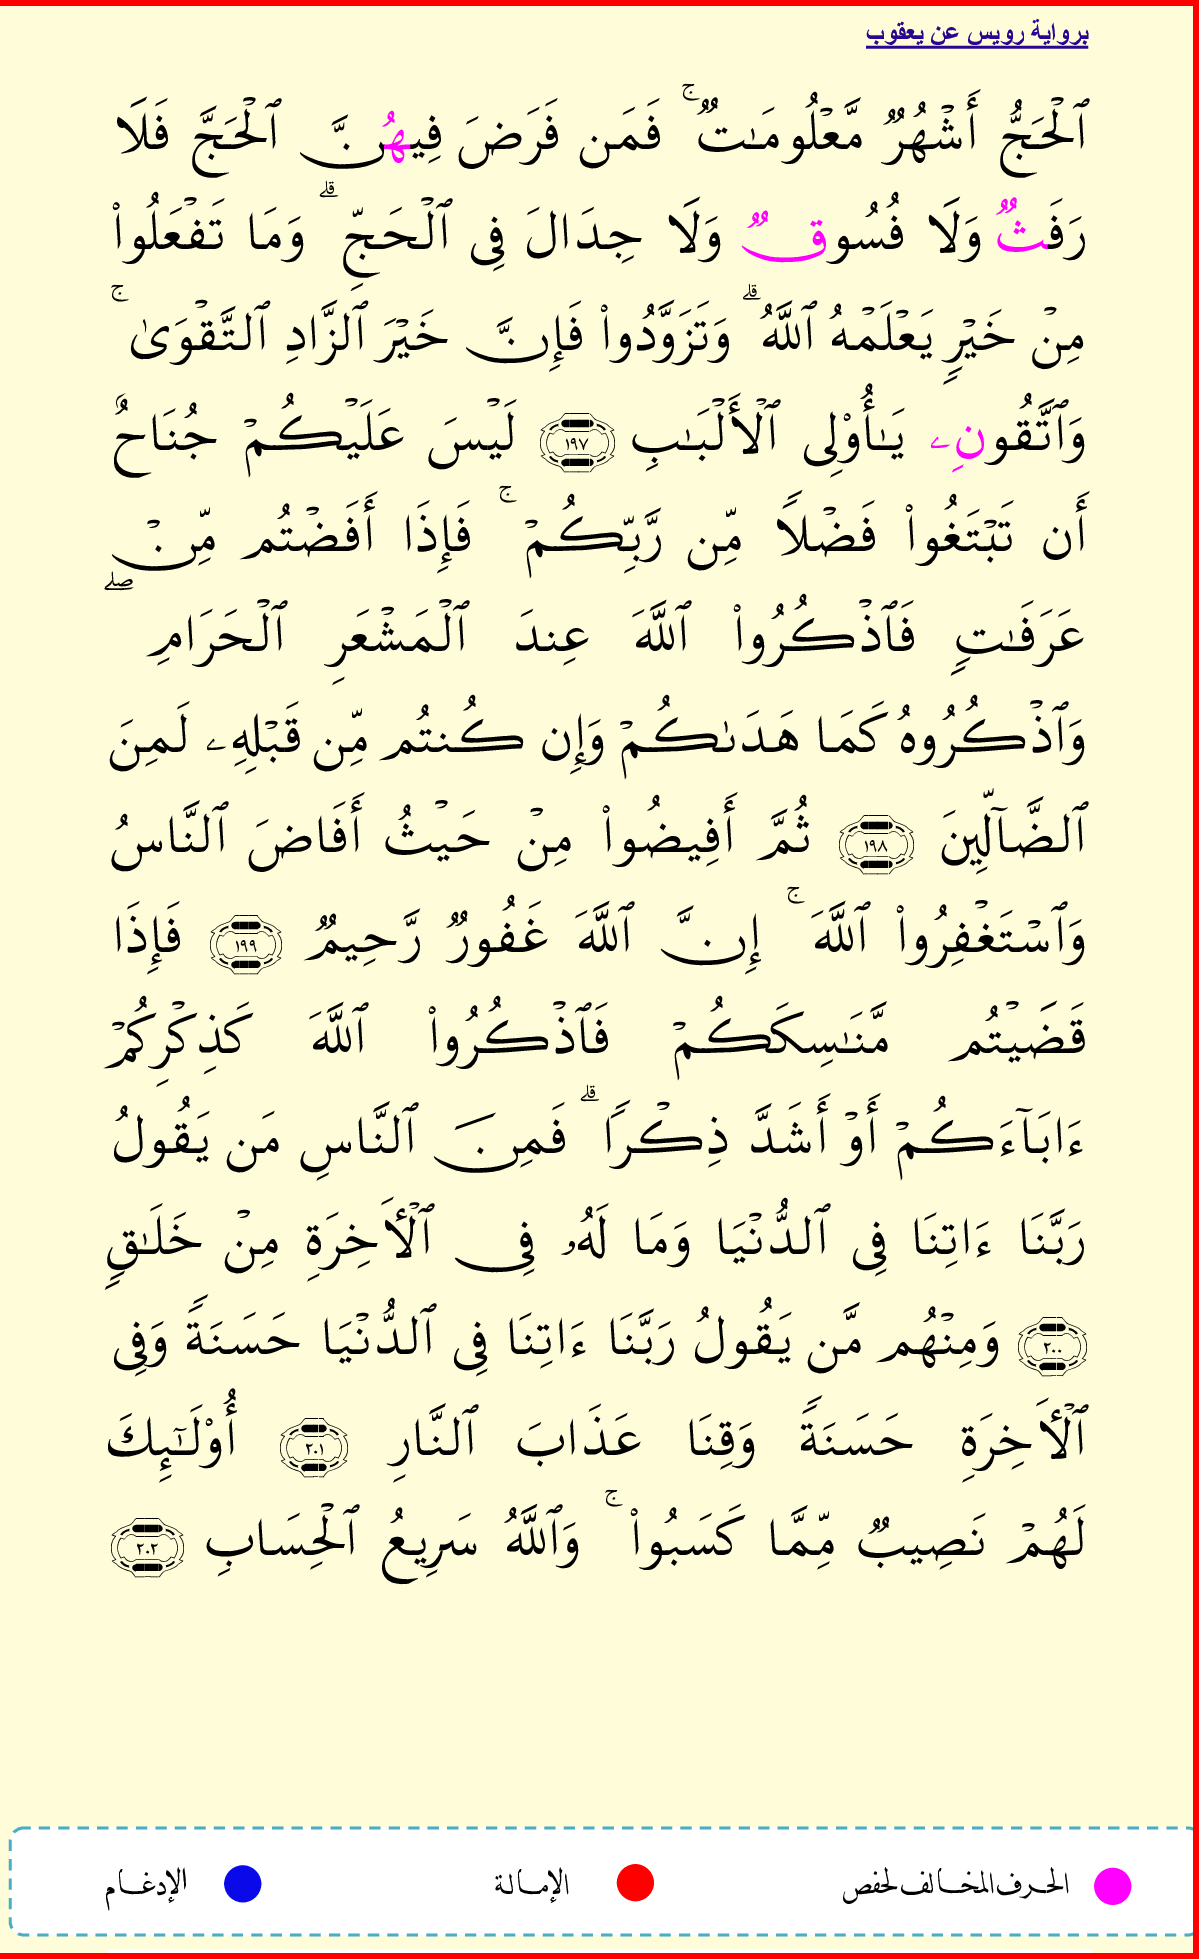 برواية رويس عن يعقوب
ٱلۡحَجُّ أَشۡهُرٞ مَّعۡلُومَٰتٞۚ فَمَن فَرَضَ فِيهُنَّ ٱلۡحَجَّ فَلَا
رَفَثٞ وَلَا فُسُوقٞ وَلَا جِدَالَ فِي ٱلۡحَجِّۗ وَمَا تَفۡعَلُواْ
مِنۡ خَيۡرٖ يَعۡلَمۡهُ ٱللَّهُۗ وَتَزَوَّدُواْ فَإِنَّ خَيۡرَ ٱلزَّادِ ٱلتَّقۡوَىٰۚ
وَٱتَّقُونِۦ يَٰٓأُوْلِي ٱلۡأَلۡبَٰبِ ١٩٧ لَيۡسَ عَلَيۡكُمۡ جُنَاحٌ
أَن تَبۡتَغُواْ فَضۡلٗا مِّن رَّبِّكُمۡۚ فَإِذَا أَفَضۡتُم مِّنۡ
عَرَفَٰتٖ فَٱذۡكُرُواْ ٱللَّهَ عِندَ ٱلۡمَشۡعَرِ ٱلۡحَرَامِۖ
وَٱذۡكُرُوهُ كَمَا هَدَىٰكُمۡ وَإِن كُنتُم مِّن قَبۡلِهِۦ لَمِنَ
ٱلضَّآلِّينَ ١٩٨ ثُمَّ أَفِيضُواْ مِنۡ حَيۡثُ أَفَاضَ ٱلنَّاسُ
وَٱسۡتَغۡفِرُواْ ٱللَّهَۚ إِنَّ ٱللَّهَ غَفُورٞ رَّحِيمٞ ١٩٩ فَإِذَا
قَضَيۡتُم مَّنَٰسِكَكُمۡ فَٱذۡكُرُواْ ٱللَّهَ كَذِكۡرِكُمۡ
ءَابَآءَكُمۡ أَوۡ أَشَدَّ ذِكۡرٗاۗ فَمِنَ ٱلنَّاسِ مَن يَقُولُ
رَبَّنَا ءَاتِنَا فِي ٱلدُّنۡيَا وَمَا لَهُۥ فِي ٱلۡأَخِرَةِ مِنۡ خَلَٰقٖ
٢٠٠ وَمِنۡهُم مَّن يَقُولُ رَبَّنَا ءَاتِنَا فِي ٱلدُّنۡيَا حَسَنَةٗ وَفِي
ٱلۡأَخِرَةِ حَسَنَةٗ وَقِنَا عَذَابَ ٱلنَّارِ ٢٠١ أُوْلَٰٓئِكَ
لَهُمۡ نَصِيبٞ مِّمَّا كَسَبُواْۚ وَٱللَّهُ سَرِيعُ ٱلۡحِسَابِ ٢٠٢
الحرف المخالف لحفص الإمالة الإدغام